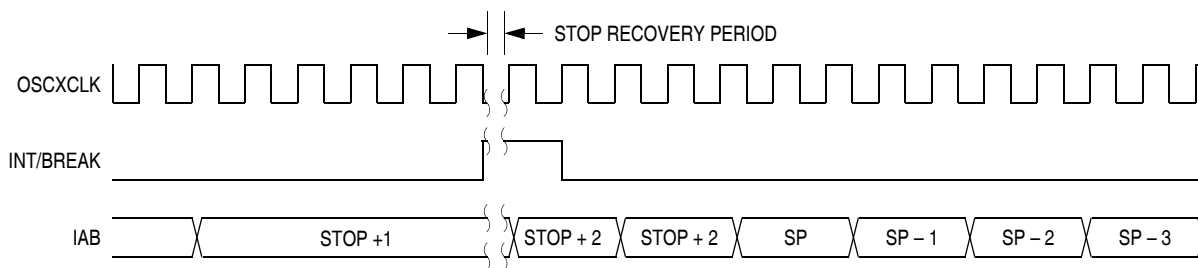 STOP RECOVERY PERIOD
OSCXCLK
INT/BREAK
IAB STOP +1 STOP + 2 STOP + 2 SP SP – 1 SP – 2 SP – 3